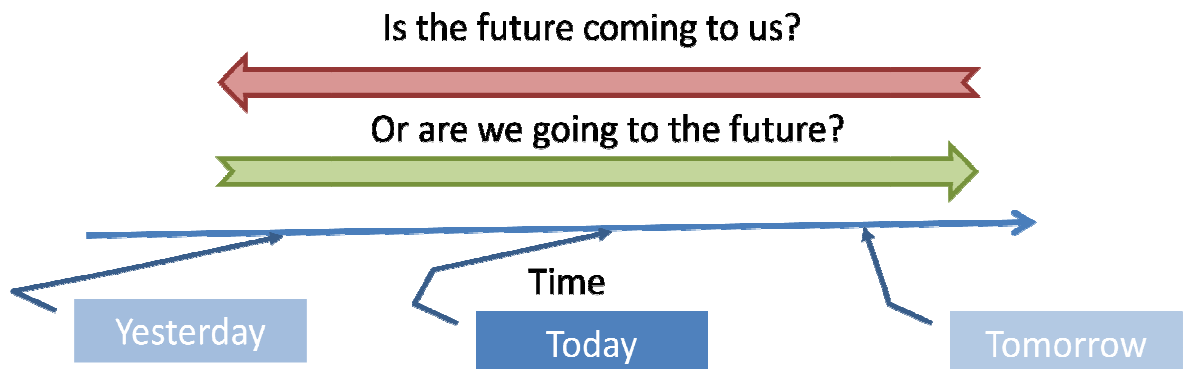 Is the future coming to us?
Or are we going to the future?
Time
Yesterday
Today
Tomorrow